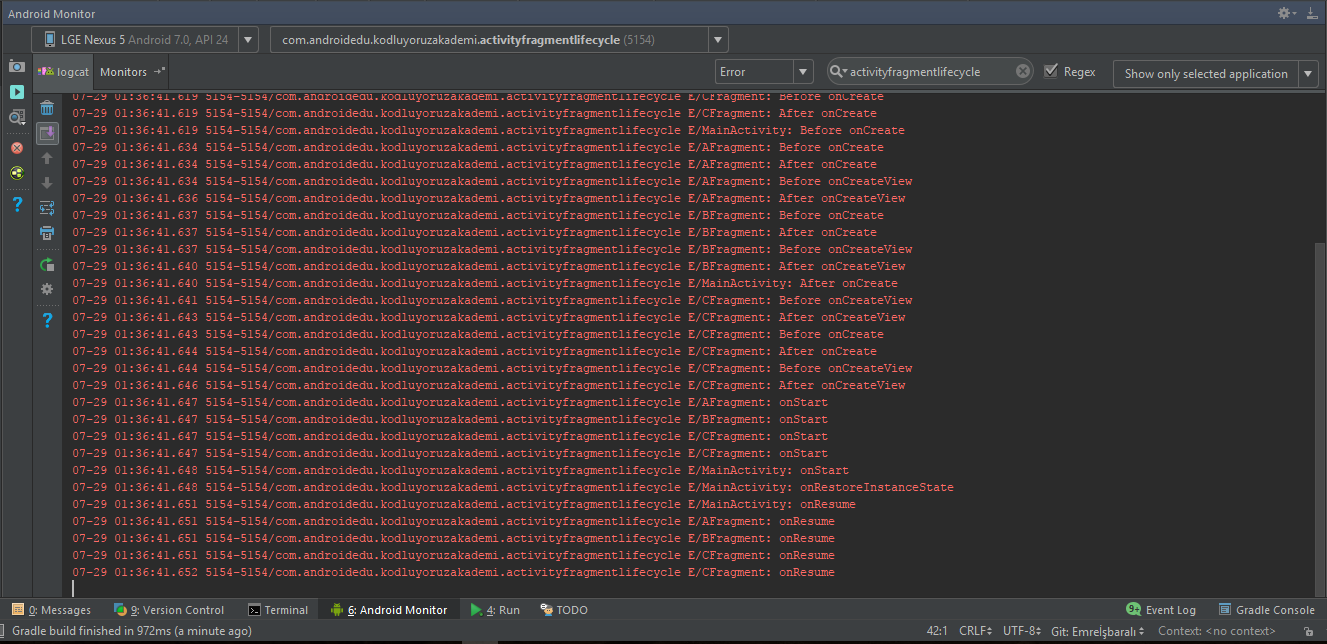 Android Monitor
LGE Nexus 5 Android 7.0, API 24
com.androidedu.kodluyoruzakademi.activityfragmentlifecycle (5154)
logcat
Monitors
Error
activityfragmentlifecycle
Regex
Show only selected application
07-29 01:36:41.619 5154-5154/com.androidedu.kodluyoruzakademi.activityfragmentlifecycle E/CFragment: Before onCreate
07-29 01:36:41.619 5154-5154/com.androidedu.kodluyoruzakademi.activityfragmentlifecycle E/CFragment: After onCreate
07-29 01:36:41.619 5154-5154/com.androidedu.kodluyoruzakademi.activityfragmentlifecycle E/MainActivity: Before onCreate
07-29 01:36:41.634 5154-5154/com.androidedu.kodluyoruzakademi.activityfragmentlifecycle E/AFragment: Before onCreate
07-29 01:36:41.634 5154-5154/com.androidedu.kodluyoruzakademi.activityfragmentlifecycle E/AFragment: After onCreate
07-29 01:36:41.634 5154-5154/com.androidedu.kodluyoruzakademi.activityfragmentlifecycle E/AFragment: Before onCreateView
07-29 01:36:41.636 5154-5154/com.androidedu.kodluyoruzakademi.activityfragmentlifecycle E/AFragment: After onCreateView
07-29 01:36:41.637 5154-5154/com.androidedu.kodluyoruzakademi.activityfragmentlifecycle E/BFragment: Before onCreate
07-29 01:36:41.637 5154-5154/com.androidedu.kodluyoruzakademi.activityfragmentlifecycle E/BFragment: After onCreate
07-29 01:36:41.637 5154-5154/com.androidedu.kodluyoruzakademi.activityfragmentlifecycle E/BFragment: Before onCreateView
07-29 01:36:41.640 5154-5154/com.androidedu.kodluyoruzakademi.activityfragmentlifecycle E/BFragment: After onCreateView
07-29 01:36:41.640 5154-5154/com.androidedu.kodluyoruzakademi.activityfragmentlifecycle E/MainActivity: After onCreate
07-29 01:36:41.641 5154-5154/com.androidedu.kodluyoruzakademi.activityfragmentlifecycle E/CFragment: Before onCreateView
07-29 01:36:41.643 5154-5154/com.androidedu.kodluyoruzakademi.activityfragmentlifecycle E/CFragment: After onCreateView
07-29 01:36:41.643 5154-5154/com.androidedu.kodluyoruzakademi.activityfragmentlifecycle E/CFragment: Before onCreate
07-29 01:36:41.644 5154-5154/com.androidedu.kodluyoruzakademi.activityfragmentlifecycle E/CFragment: After onCreate
07-29 01:36:41.644 5154-5154/com.androidedu.kodluyoruzakademi.activityfragmentlifecycle E/CFragment: Before onCreateView
07-29 01:36:41.646 5154-5154/com.androidedu.kodluyoruzakademi.activityfragmentlifecycle E/CFragment: After onCreateView
07-29 01:36:41.647 5154-5154/com.androidedu.kodluyoruzakademi.activityfragmentlifecycle E/AFragment: onStart
07-29 01:36:41.647 5154-5154/com.androidedu.kodluyoruzakademi.activityfragmentlifecycle E/BFragment: onStart
07-29 01:36:41.647 5154-5154/com.androidedu.kodluyoruzakademi.activityfragmentlifecycle E/CFragment: onStart
07-29 01:36:41.647 5154-5154/com.androidedu.kodluyoruzakademi.activityfragmentlifecycle E/CFragment: onStart
07-29 01:36:41.648 5154-5154/com.androidedu.kodluyoruzakademi.activityfragmentlifecycle E/MainActivity: onStart
07-29 01:36:41.648 5154-5154/com.androidedu.kodluyoruzakademi.activityfragmentlifecycle E/MainActivity: onRestoreInstanceState
07-29 01:36:41.651 5154-5154/com.androidedu.kodluyoruzakademi.activityfragmentlifecycle E/MainActivity: onResume
07-29 01:36:41.651 5154-5154/com.androidedu.kodluyoruzakademi.activityfragmentlifecycle E/AFragment: onResume
07-29 01:36:41.651 5154-5154/com.androidedu.kodluyoruzakademi.activityfragmentlifecycle E/BFragment: onResume
07-29 01:36:41.651 5154-5154/com.androidedu.kodluyoruzakademi.activityfragmentlifecycle E/CFragment: onResume
07-29 01:36:41.652 5154-5154/com.androidedu.kodluyoruzakademi.activityfragmentlifecycle E/CFragment: onResume
0: Messages
9: Version Control
Terminal
6: Android Monitor
4: Run
TODO
9+ Event Log
Gradle Console
Gradle build finished in 972ms (a minute ago)
42:1
CRLF
UTF-8
Git: Emreİşbaralı
Context: <no context>